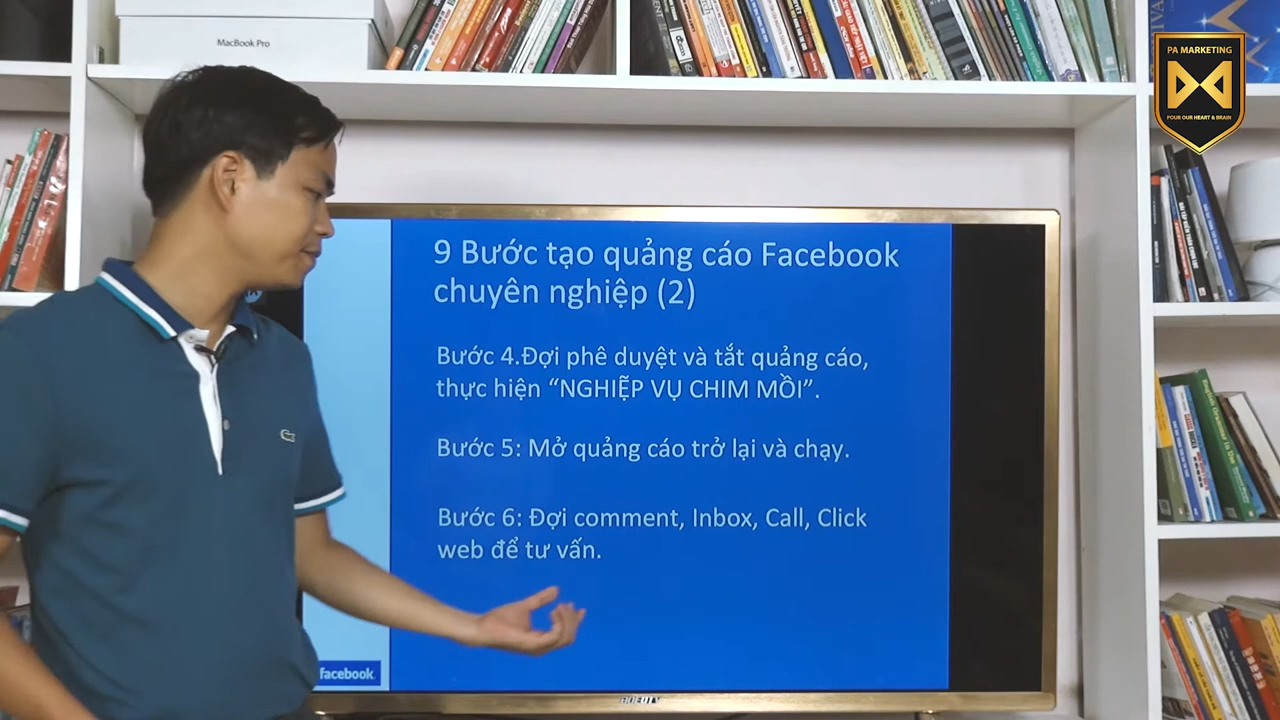 MacBook Pro
PA MARKETING
POUR OUR HEART & BRAIN
9 Bước tạo quảng cáo Facebook
chuyên nghiệp (2)
Bước 4.Đợi phê duyệt và tắt quảng cáo,
thực hiện “NGHIỆP VỤ CHIM MỒI”.
Bước 5: Mở quảng cáo trở lại và chạy.
Bước 6: Đợi comment, Inbox, Call, Click
web để tư vấn.
facebook.